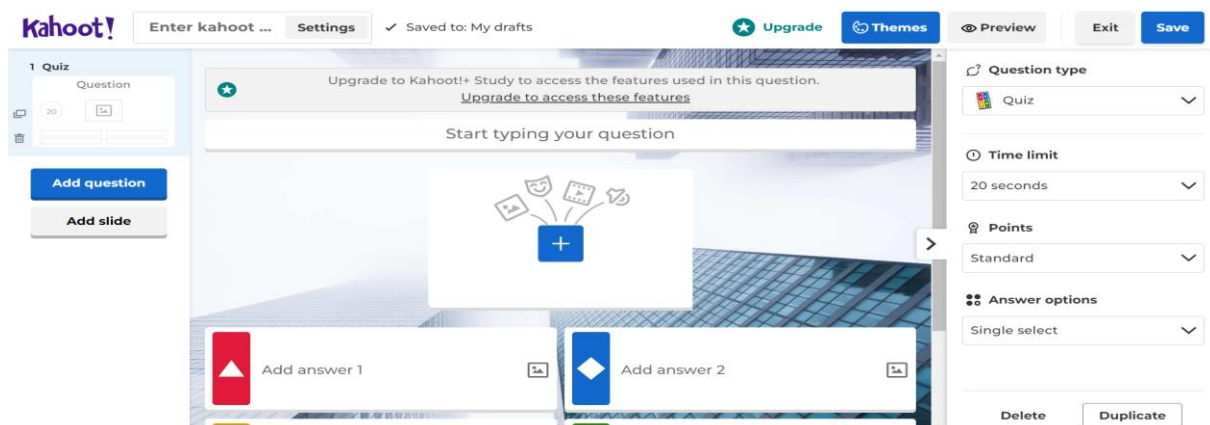 Kahoot!
Enter kahoot ...
Settings
Saved to: My drafts
Upgrade
Themes
Preview
Exit
Save
1 Quiz
Question
20
Add question
Add slide
Upgrade to Kahoot!+ Study to access the features used in this question.
Upgrade to access these features
Start typing your question
Add answer 1
Add answer 2
Question type
Quiz
Time limit
20 seconds
Points
Standard
Answer options
Single select
Delete
Duplicate